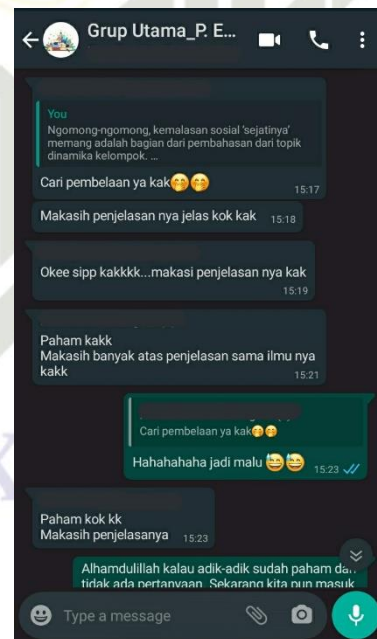 Grup Utama_P. E...
You
Ngomong-ngomong, kemalasan sosial 'sejatinya'
memang adalah bagian dari pembahasan dari topik
dinamika kelompok. ...
Cari pembelaan ya kak🤭🤭
15:17
Makasih penjelasan nya jelas kok kak 15:18
Okee sipp kakkkk...makasi penjelasan nya kak
15:19
Paham kakk
Makasih banyak atas penjelasan sama ilmu nya
kakk
15:21
Cari pembelaan ya kak🤭🤭
Hahahahaha jadi malu 😅😅 15:23
Paham kok kk
Makasih penjelasanya 15:23
Alhamdulillah kalau adik-adik sudah paham dan
tidak ada pertanyaan. Sekarang kita pun masuk
Type a message